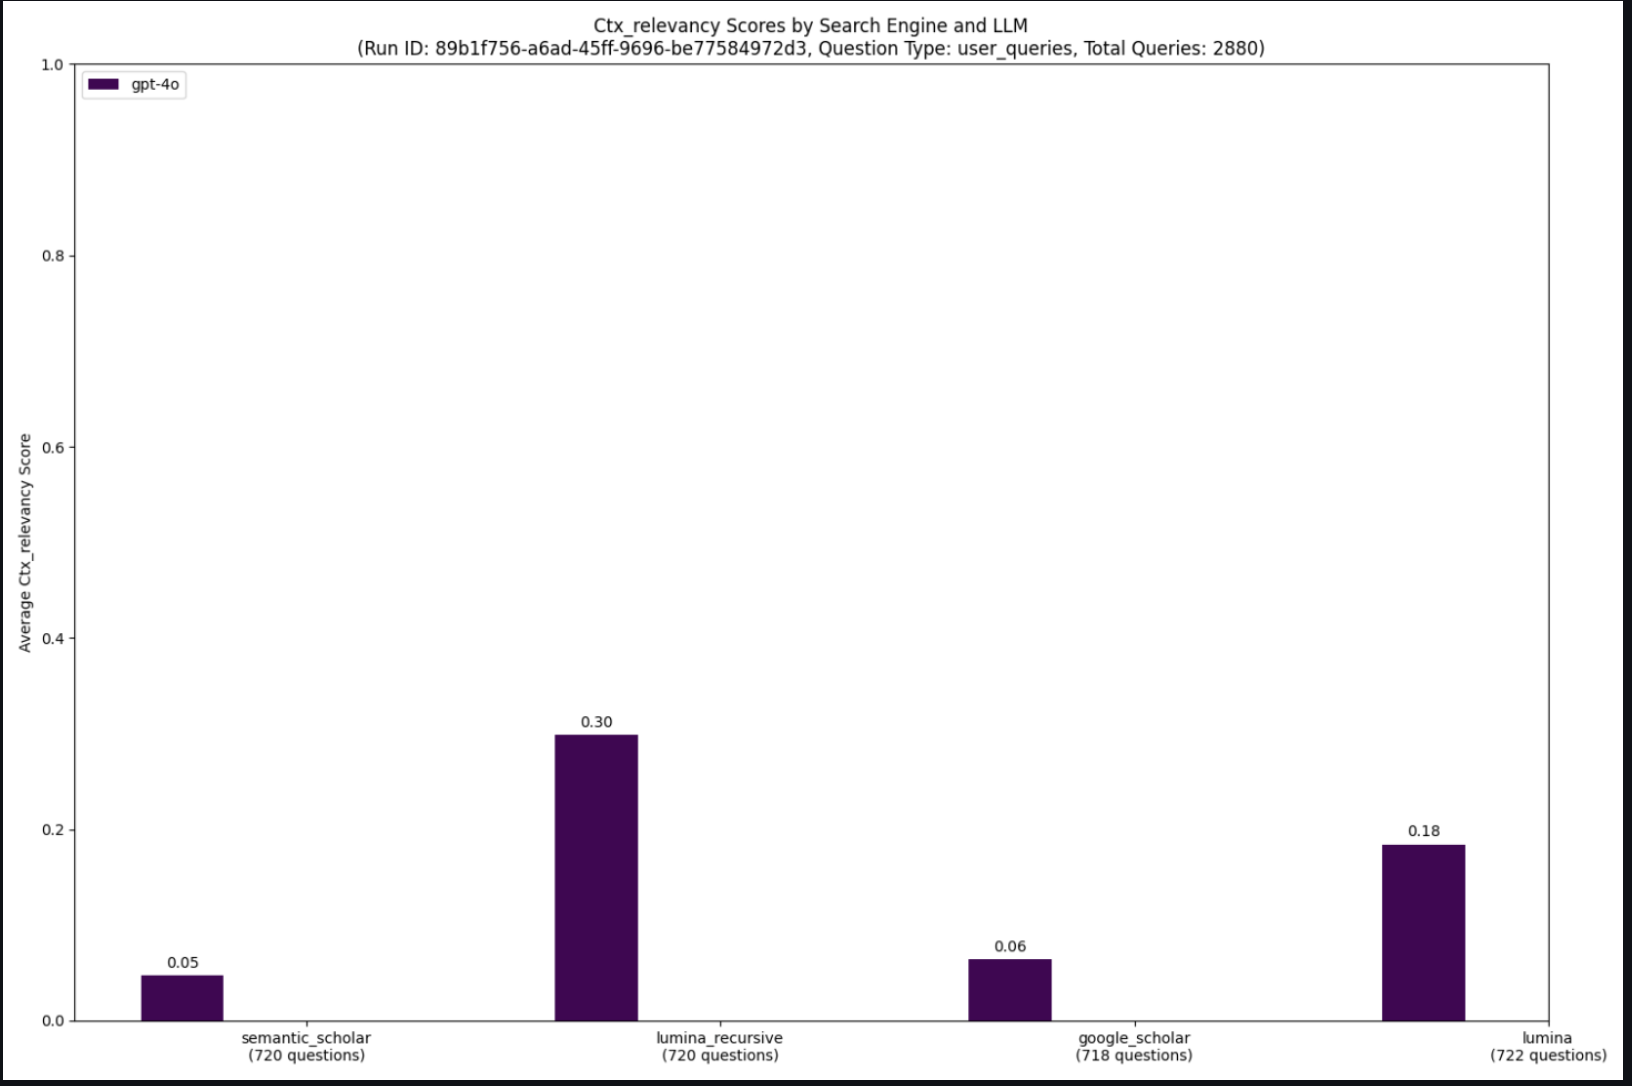 Ctx_relevancy Scores by Search Engine and LLM
(Run ID: 89b1f756-a6ad-45ff-9696-be77584972d3, Question Type: user_queries, Total Queries: 2880)
gpt-4o
Average Ctx_relevancy Score
1.0
0.8
0.6
0.4
0.2
0.0
0.05
0.30
0.06
0.18
semantic_scholar
(720 questions)
lumina_recursive
(720 questions)
google_scholar
(718 questions)
lumina
(722 questions)